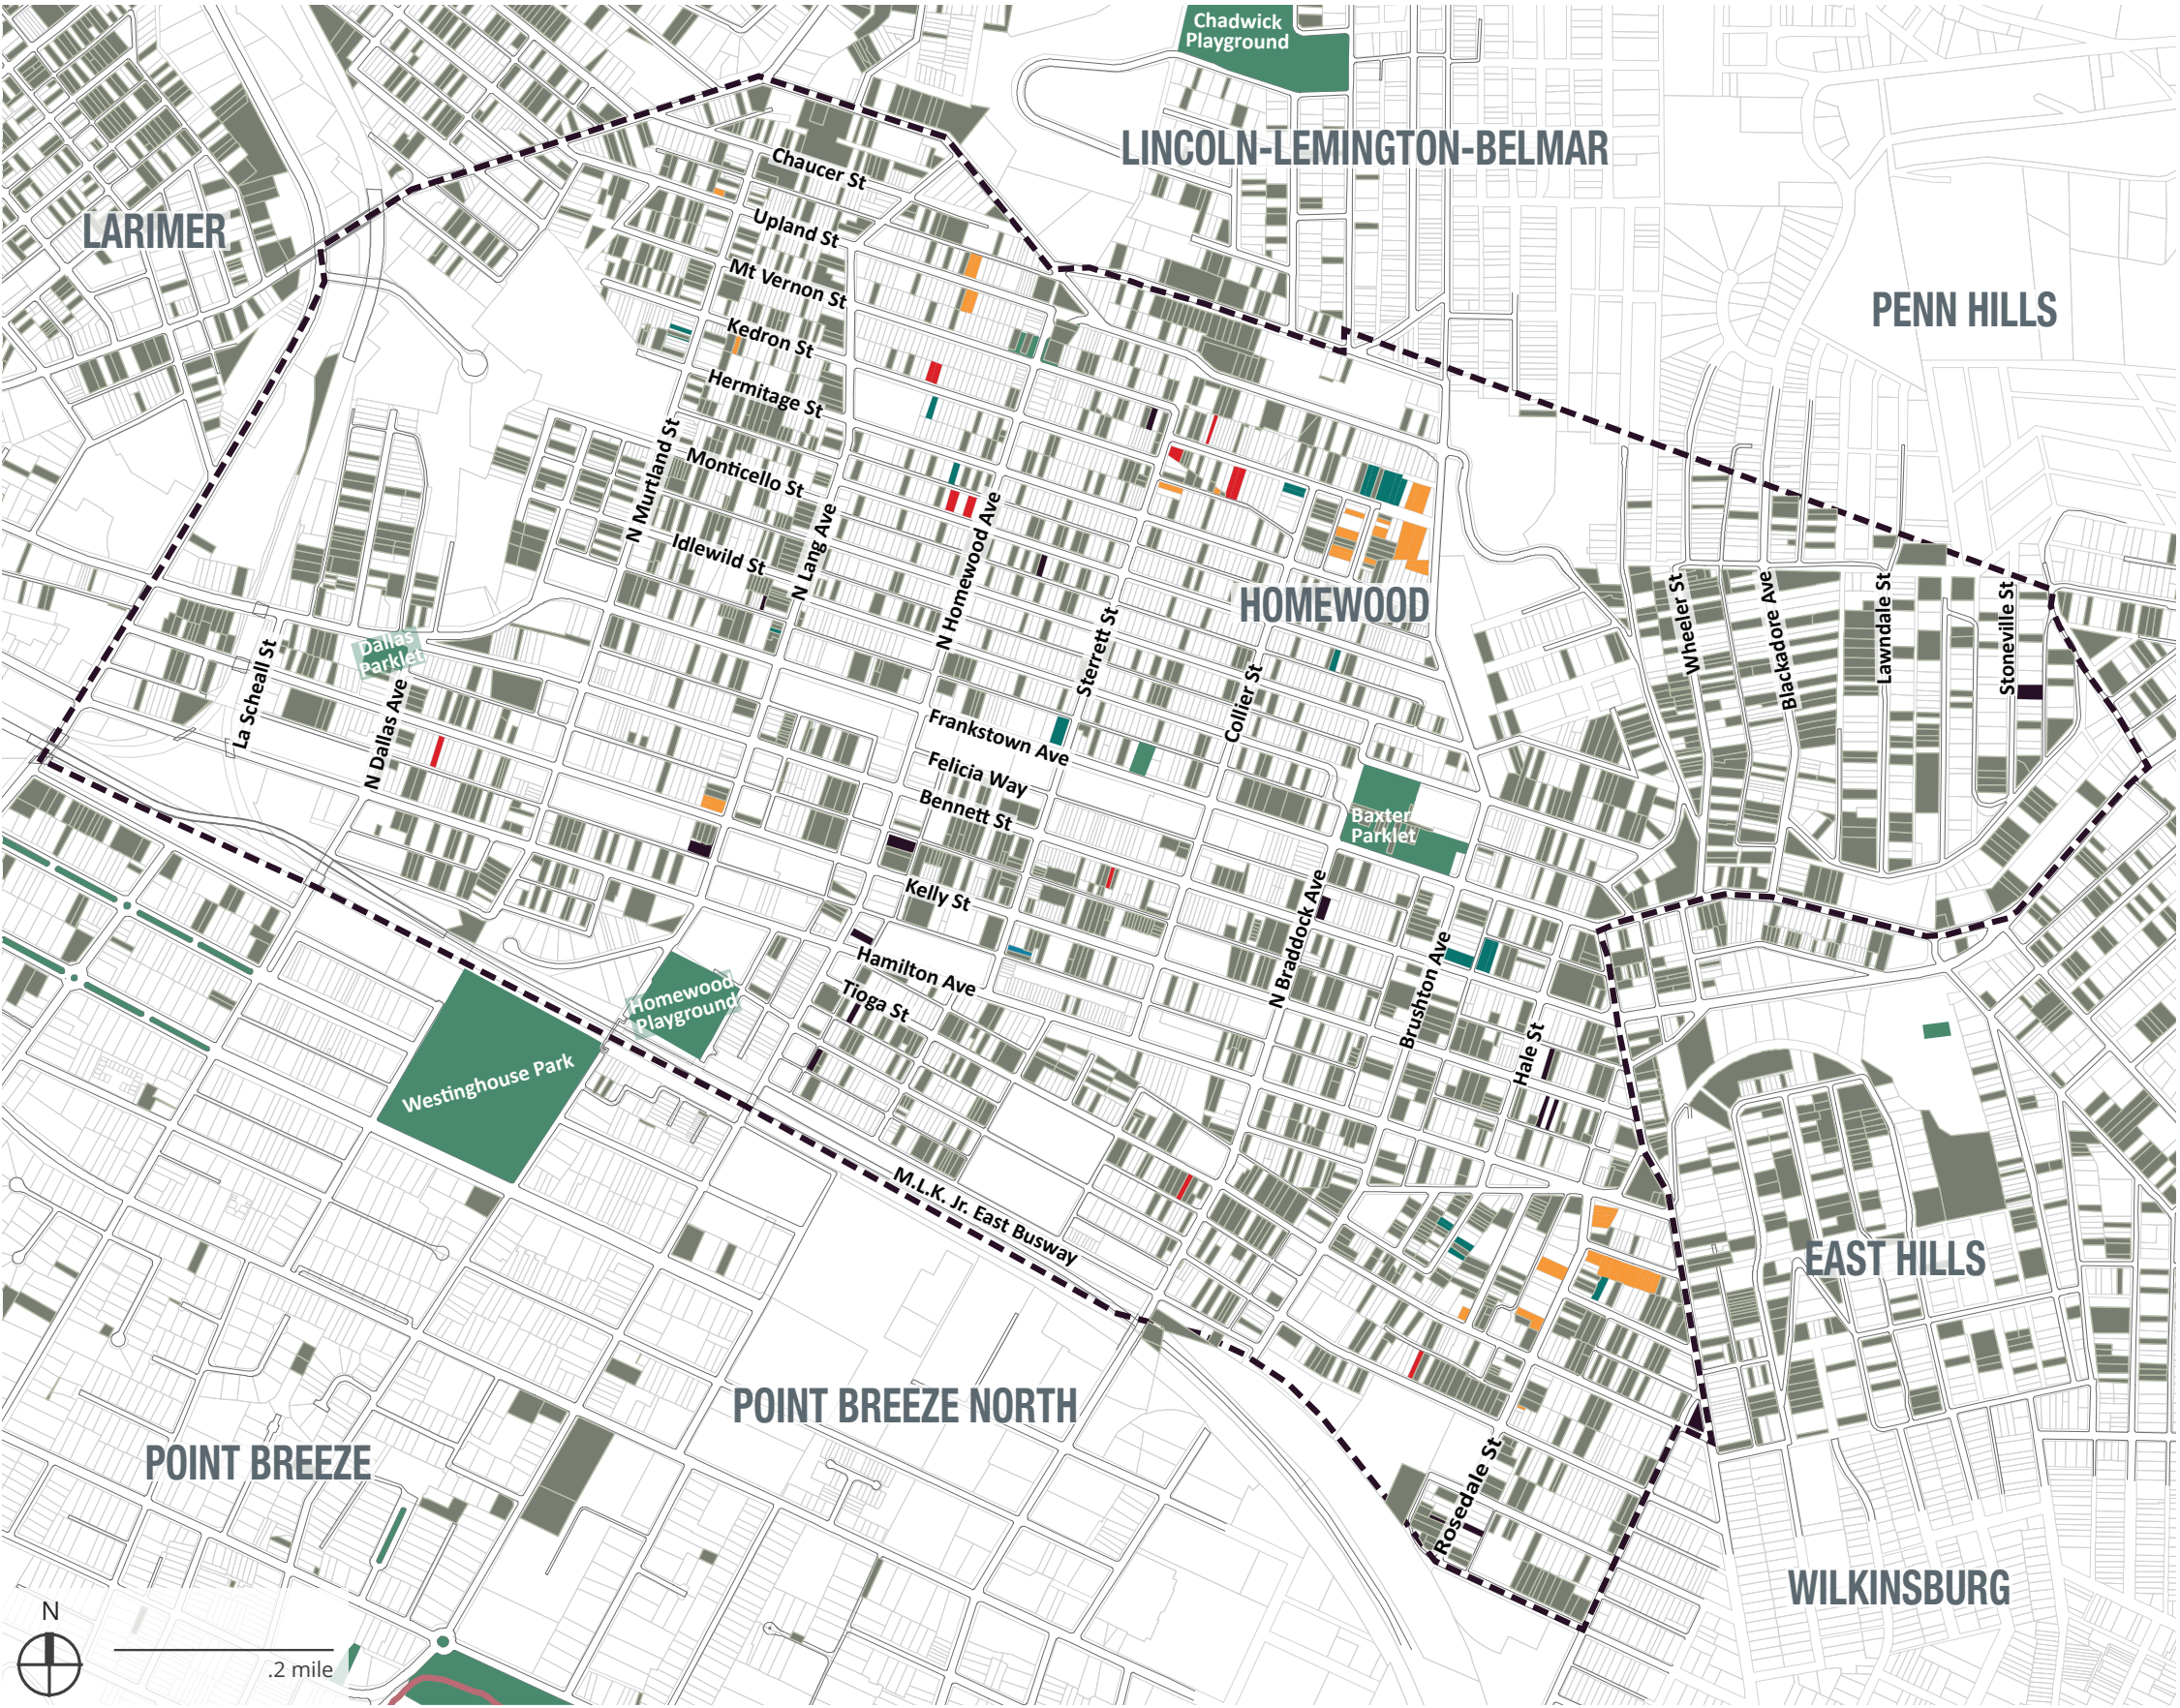 Chadwick
Playground
LINCOLN-LEMINGTON-BELMAR
LARIMER
PENN HILLS
Chaucer St
Upland St
Mt Vernon St
Kedron St
Hermitage St
N Murtland St
Monticello St
N Lang Ave
Idlewild St
N Homewood Ave
HOMEWOOD
Sterrett St
Collier St
Wheeler St
Blackadore Ave
Lawndale St
Stoneville St
La Scheall St
Dallas
Parklet
N Dallas Ave
Frankstown Ave
Felicia Way
Bennett St
Baxter
Parklet
Kelly St
N Braddock Ave
Brushton Ave
Hamilton Ave
Tioga St
Homewood
Playground
Westinghouse Park
Hale St
M.L.K. Jr. East Busway
EAST HILLS
POINT BREEZE NORTH
POINT BREEZE
Rosedale St
WILKINSBURG
N
.2 mile